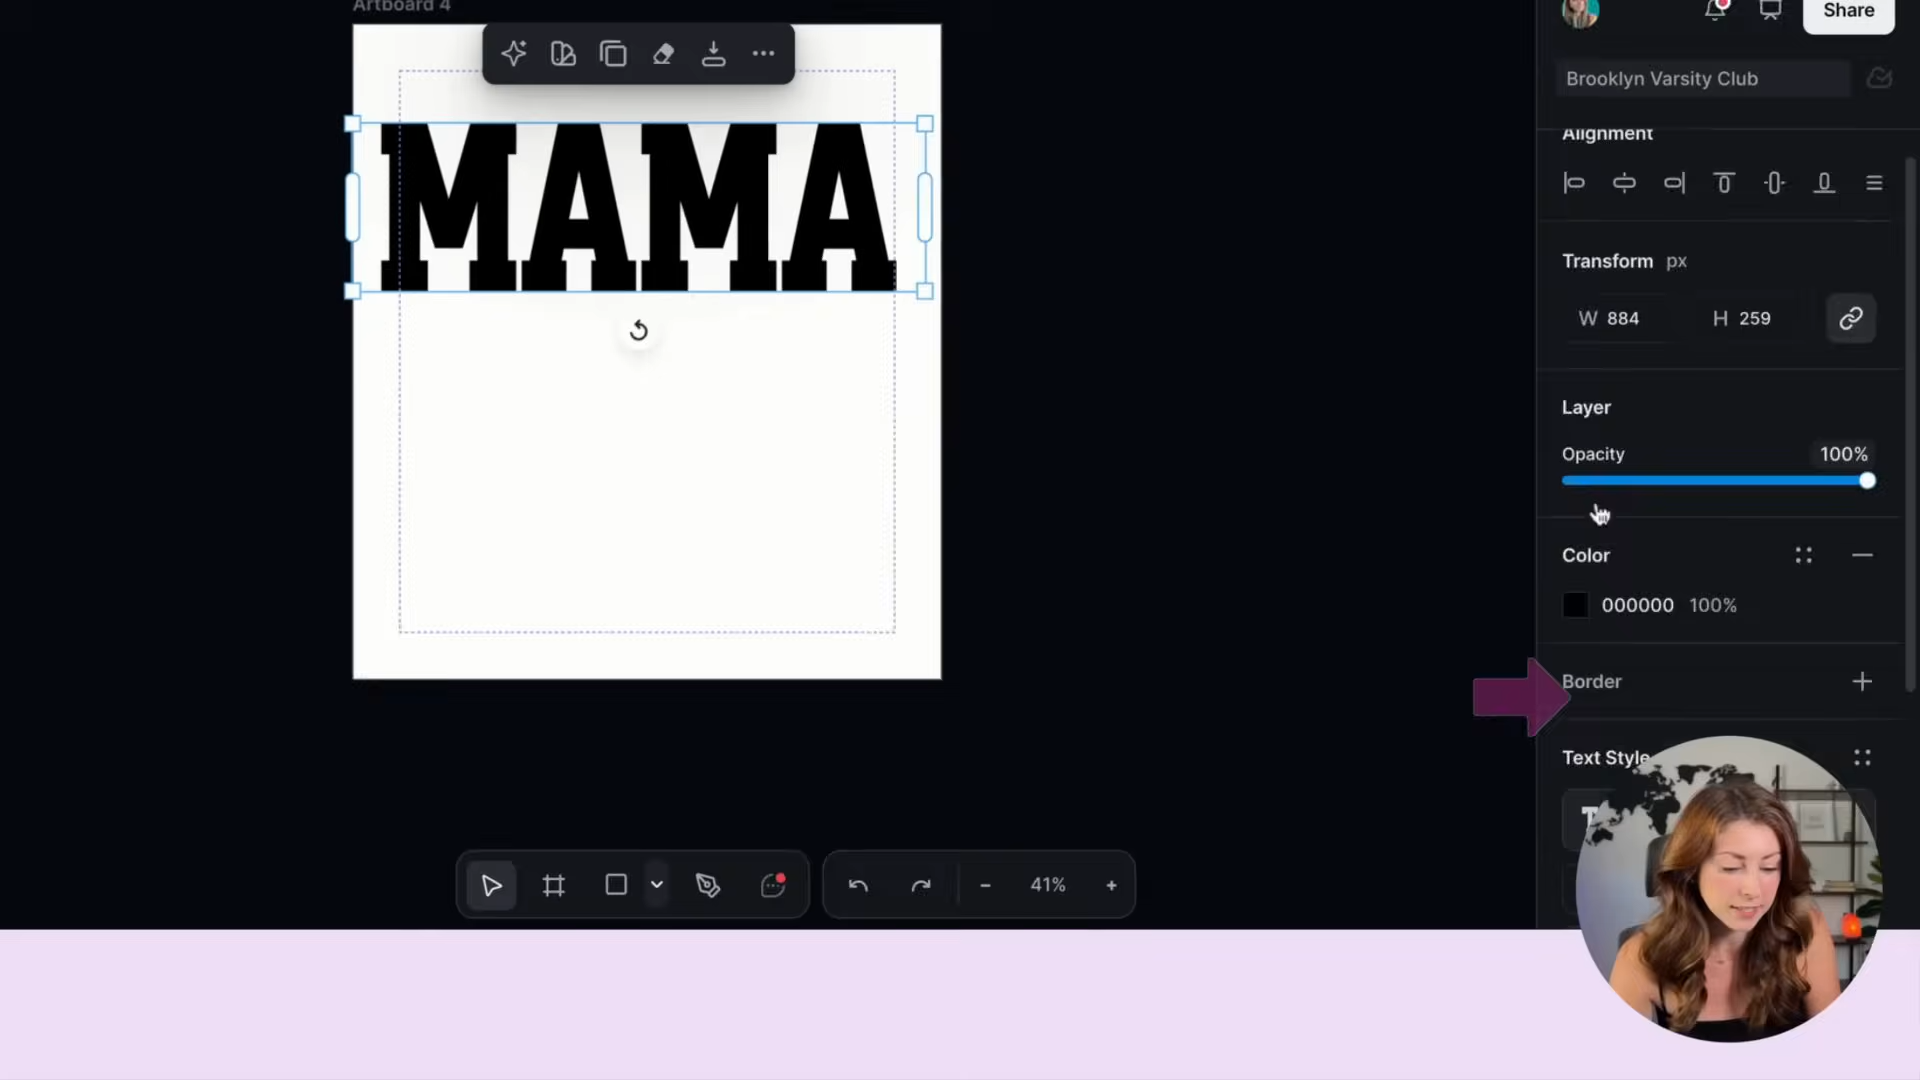 Artboard 4
Share
Brooklyn Varsity Club
MAMA
Alignment
Transform px
W 884 H 259
Layer
Opacity 100%
Color
000000 100%
Border
Text Style
41%